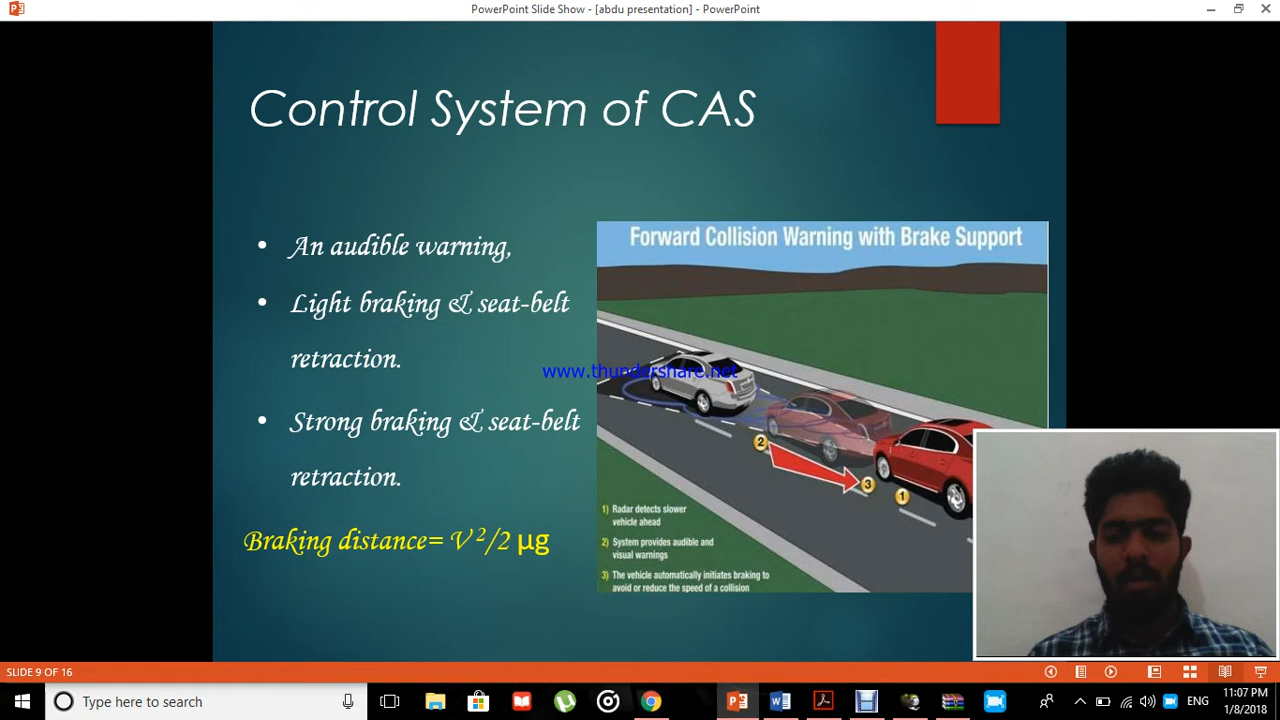 PowerPoint Slide Show - [abdu presentation] - PowerPoint
Control System of CAS
• An audible warning,
• Light braking & seat-belt
retraction.
• Strong braking & seat-belt
retraction.
Braking distance= V²/2 µg
Forward Collision Warning with Brake Support
www.thundershare.net
2
3
1
1) Radar detects slower
vehicle ahead
2) System provides audible and
visual warnings
3) The vehicle automatically initiates braking to
avoid or reduce the speed of a collision
SLIDE 9 OF 16
Type here to search
ENG
11:07 PM
1/8/2018